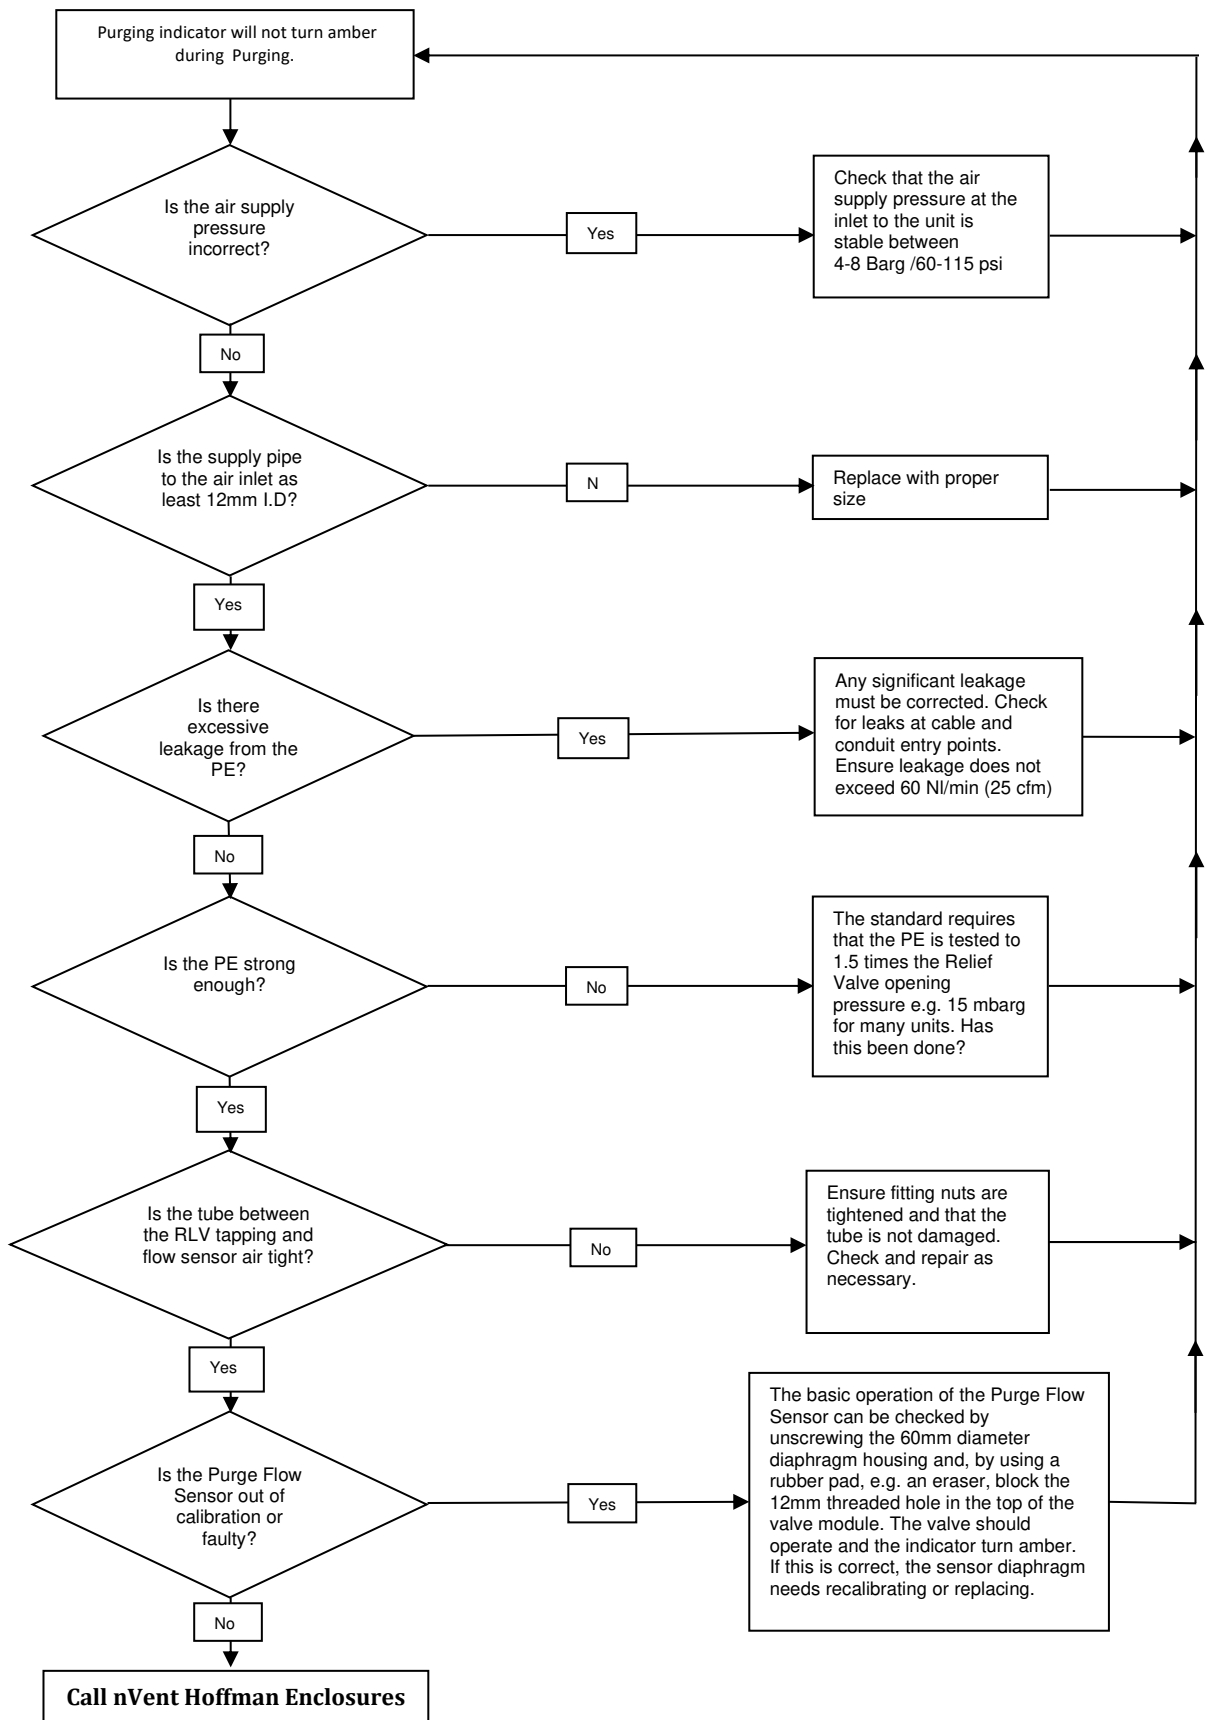 Purging indicator will not turn amber
during Purging.
Is the air supply
pressure
incorrect?
Yes
Check that the air
supply pressure at the
inlet to the unit is
stable between
4-8 Barg /60-115 psi
No
Is the supply pipe
to the air inlet as
least 12mm I.D?
N
Replace with proper
size
Yes
Is there
excessive
leakage from the
PE?
Yes
Any significant leakage
must be corrected. Check
for leaks at cable and
conduit entry points.
Ensure leakage does not
exceed 60 Nl/min (25 cfm)
No
Is the PE strong
enough?
No
The standard requires
that the PE is tested to
1.5 times the Relief
Valve opening
pressure e.g. 15 mbarg
for many units. Has
this been done?
Yes
Is the tube between
the RLV tapping and
flow sensor air tight?
No
Ensure fitting nuts are
tightened and that the
tube is not damaged.
Check and repair as
necessary.
Yes
Is the Purge Flow
Sensor out of
calibration or
faulty?
Yes
The basic operation of the Purge Flow
Sensor can be checked by
unscrewing the 60mm diameter
diaphragm housing and, by using a
rubber pad, e.g. an eraser, block the
12mm threaded hole in the top of the
valve module. The valve should
operate and the indicator turn amber.
If this is correct, the sensor diaphragm
needs recalibrating or replacing.
No
Call nVent Hoffman Enclosures